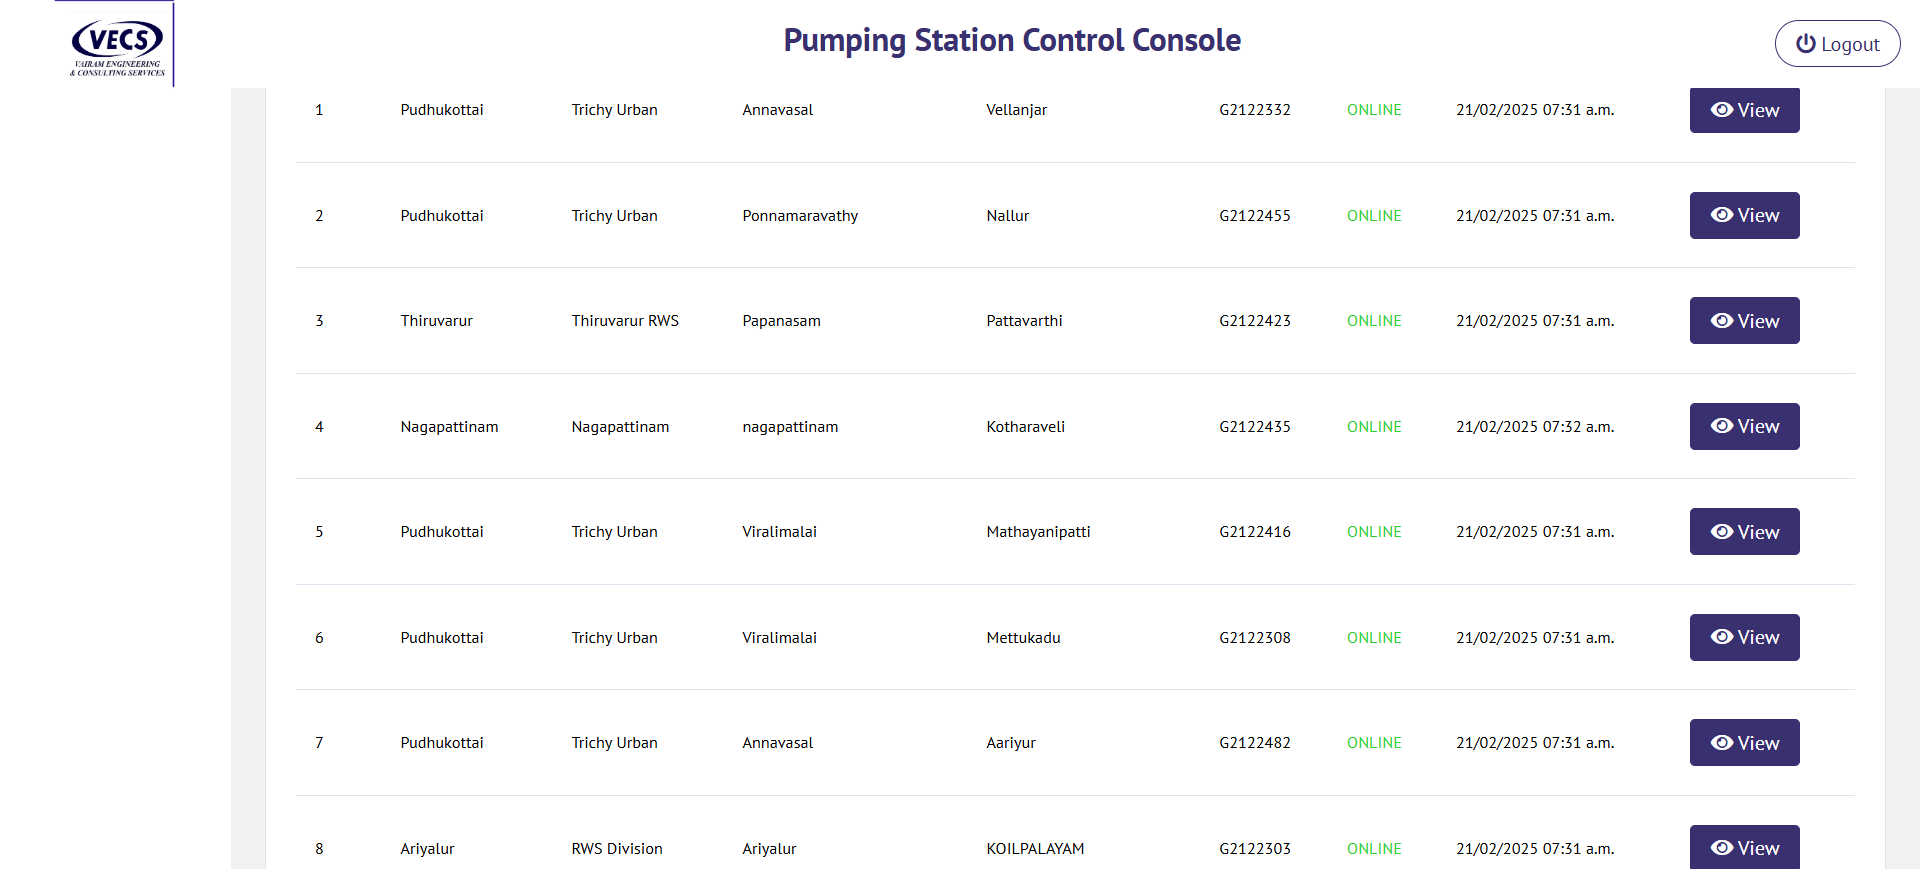 VECS
VAIRAM ENGINEERING
& CONSULTING SERVICES
Pumping Station Control Console
Logout
1 Pudhukottai Trichy Urban Annavasal Vellanjar G2122332 ONLINE 21/02/2025 07:31 a.m. View
2 Pudhukottai Trichy Urban Ponnamaravathy Nallur G2122455 ONLINE 21/02/2025 07:31 a.m. View
3 Thiruvarur Thiruvarur RWS Papanasam Pattavarthi G2122423 ONLINE 21/02/2025 07:31 a.m. View
4 Nagapattinam Nagapattinam nagapattinam Kotharaveli G2122435 ONLINE 21/02/2025 07:32 a.m. View
5 Pudhukottai Trichy Urban Viralimalai Mathayanipatti G2122416 ONLINE 21/02/2025 07:31 a.m. View
6 Pudhukottai Trichy Urban Viralimalai Mettukadu G2122308 ONLINE 21/02/2025 07:31 a.m. View
7 Pudhukottai Trichy Urban Annavasal Aariyur G2122482 ONLINE 21/02/2025 07:31 a.m. View
8 Ariyalur RWS Division Ariyalur KOILPALAYAM G2122303 ONLINE 21/02/2025 07:31 a.m. View